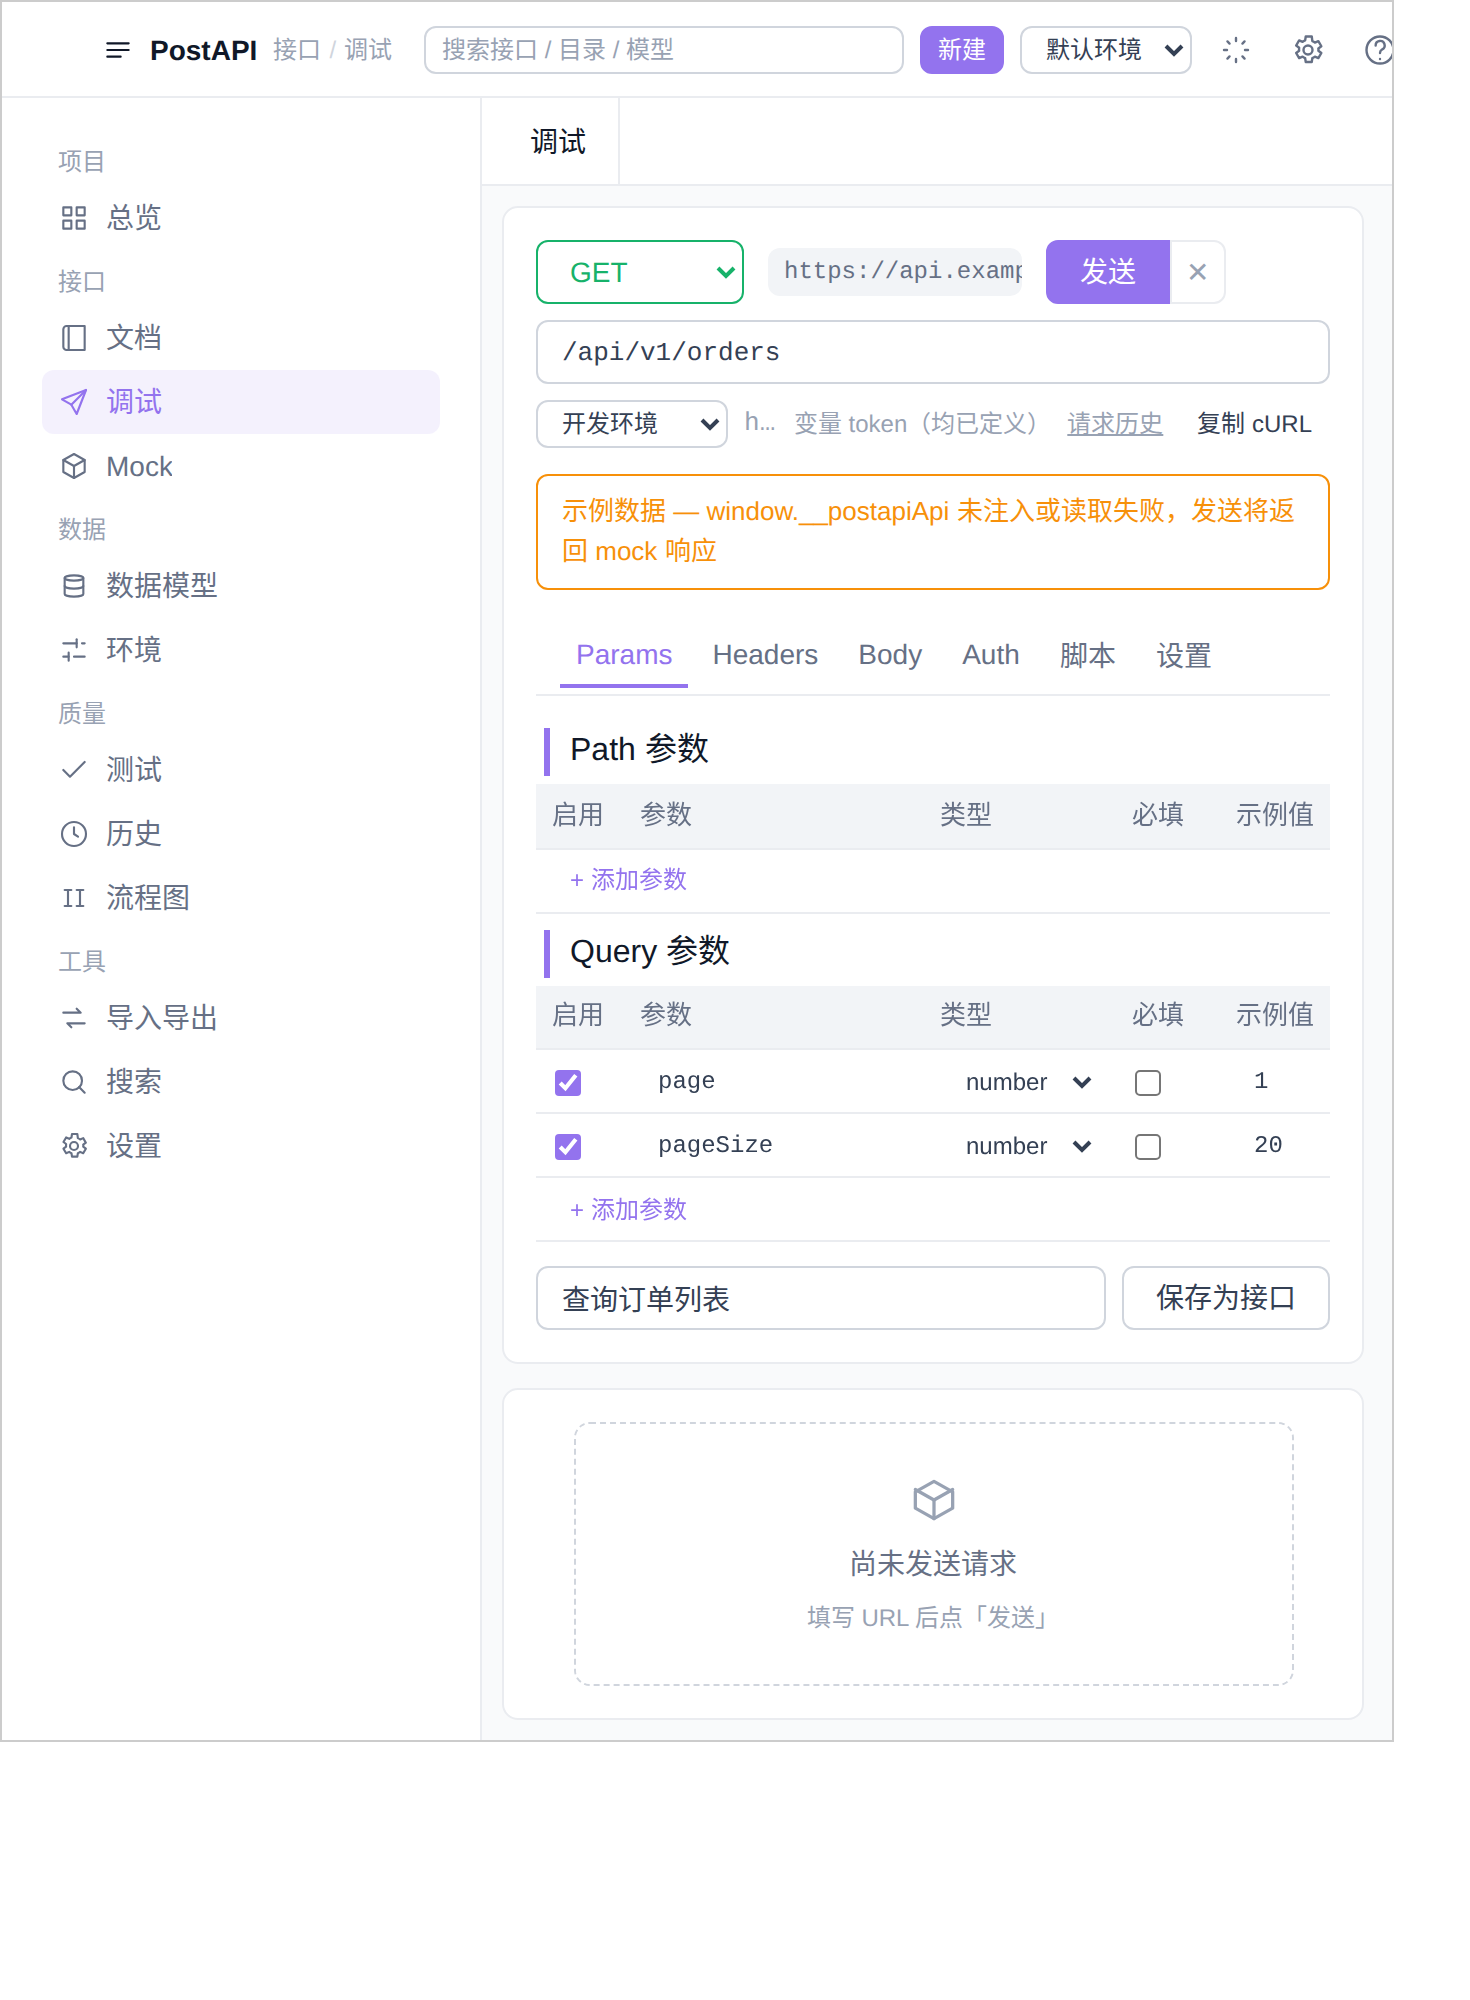 PostAPI 接口 / 调试 搜索接口 / 目录 / 模型 新建 默认环境
项目
总览
接口
文档
调试
Mock
数据
数据模型
环境
质量
测试
历史
流程图
工具
导入导出
搜索
设置
调试
GET https://api.examp 发送 ✕
/api/v1/orders
开发环境 h… 变量 token（均已定义） 请求历史 复制 cURL
示例数据 — window.__postapiApi 未注入或读取失败，发送将返
回 mock 响应
Params Headers Body Auth 脚本 设置
Path 参数
启用 参数 类型 必填 示例值
+ 添加参数
Query 参数
启用 参数 类型 必填 示例值
page number 1
pageSize number 20
+ 添加参数
查询订单列表 保存为接口
尚未发送请求
填写 URL 后点「发送」